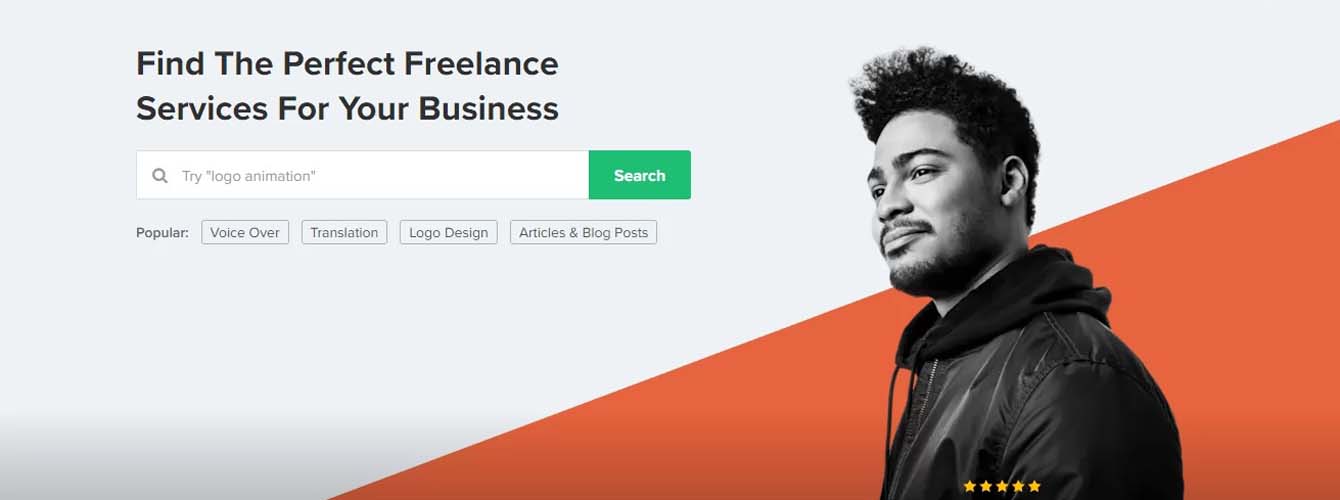 Find The Perfect Freelance
Services For Your Business
Try "logo animation"
Search
Popular:
Voice Over
Translation
Logo Design
Articles & Blog Posts